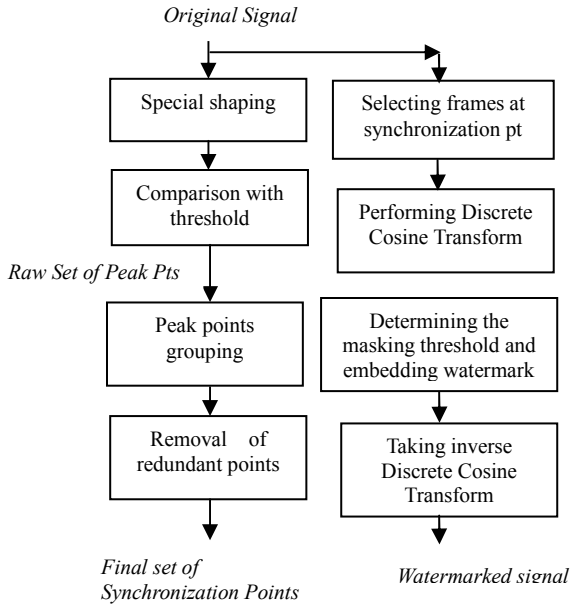 Original Signal
Special shaping
Comparison with
threshold
Raw Set of Peak Pts
Peak points
grouping
Removal of
redundant points
Final set of
Synchronization Points
Selecting frames at
synchronization pt
Performing Discrete
Cosine Transform
Determining the
masking threshold and
embedding watermark
Taking inverse
Discrete Cosine
Transform
Watermarked signal